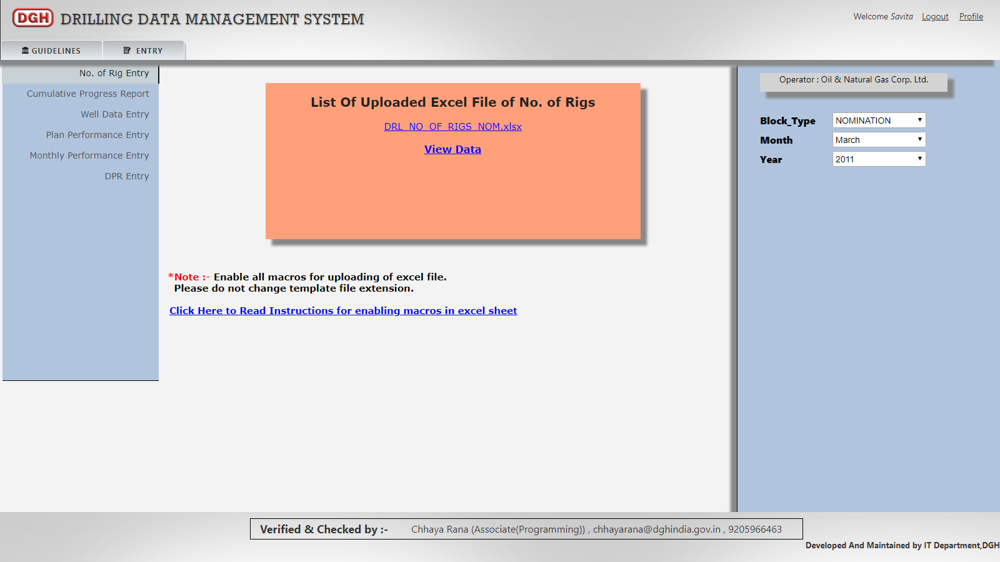 DGH DRILLING DATA MANAGEMENT SYSTEM
Welcome Savita Logout Profile
GUIDELINES ENTRY
No. of Rig Entry
Cumulative Progress Report
Well Data Entry
Plan Performance Entry
Monthly Performance Entry
DPR Entry
List Of Uploaded Excel File of No. of Rigs
DRL_NO_OF_RIGS_NOM.xlsx
View Data
*Note :- Enable all macros for uploading of excel file.
Please do not change template file extension.
Click Here to Read Instructions for enabling macros in excel sheet
Operator : Oil & Natural Gas Corp. Ltd.
Block_Type NOMINATION
Month March
Year 2011
Verified & Checked by :- Chhaya Rana (Associate(Programming)) , chhayarana@dghindia.gov.in , 9205966463
Developed And Maintained by IT Department,DGH